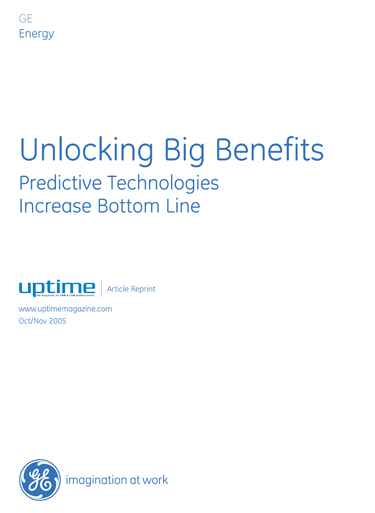 GE
Energy
Unlocking Big Benefits
Predictive Technologies
Increase Bottom Line
uptime
the magazine for PDM & CBM professionals
Article Reprint
www.uptimemagazine.com
Oct/Nov 2005
GE
imagination at work